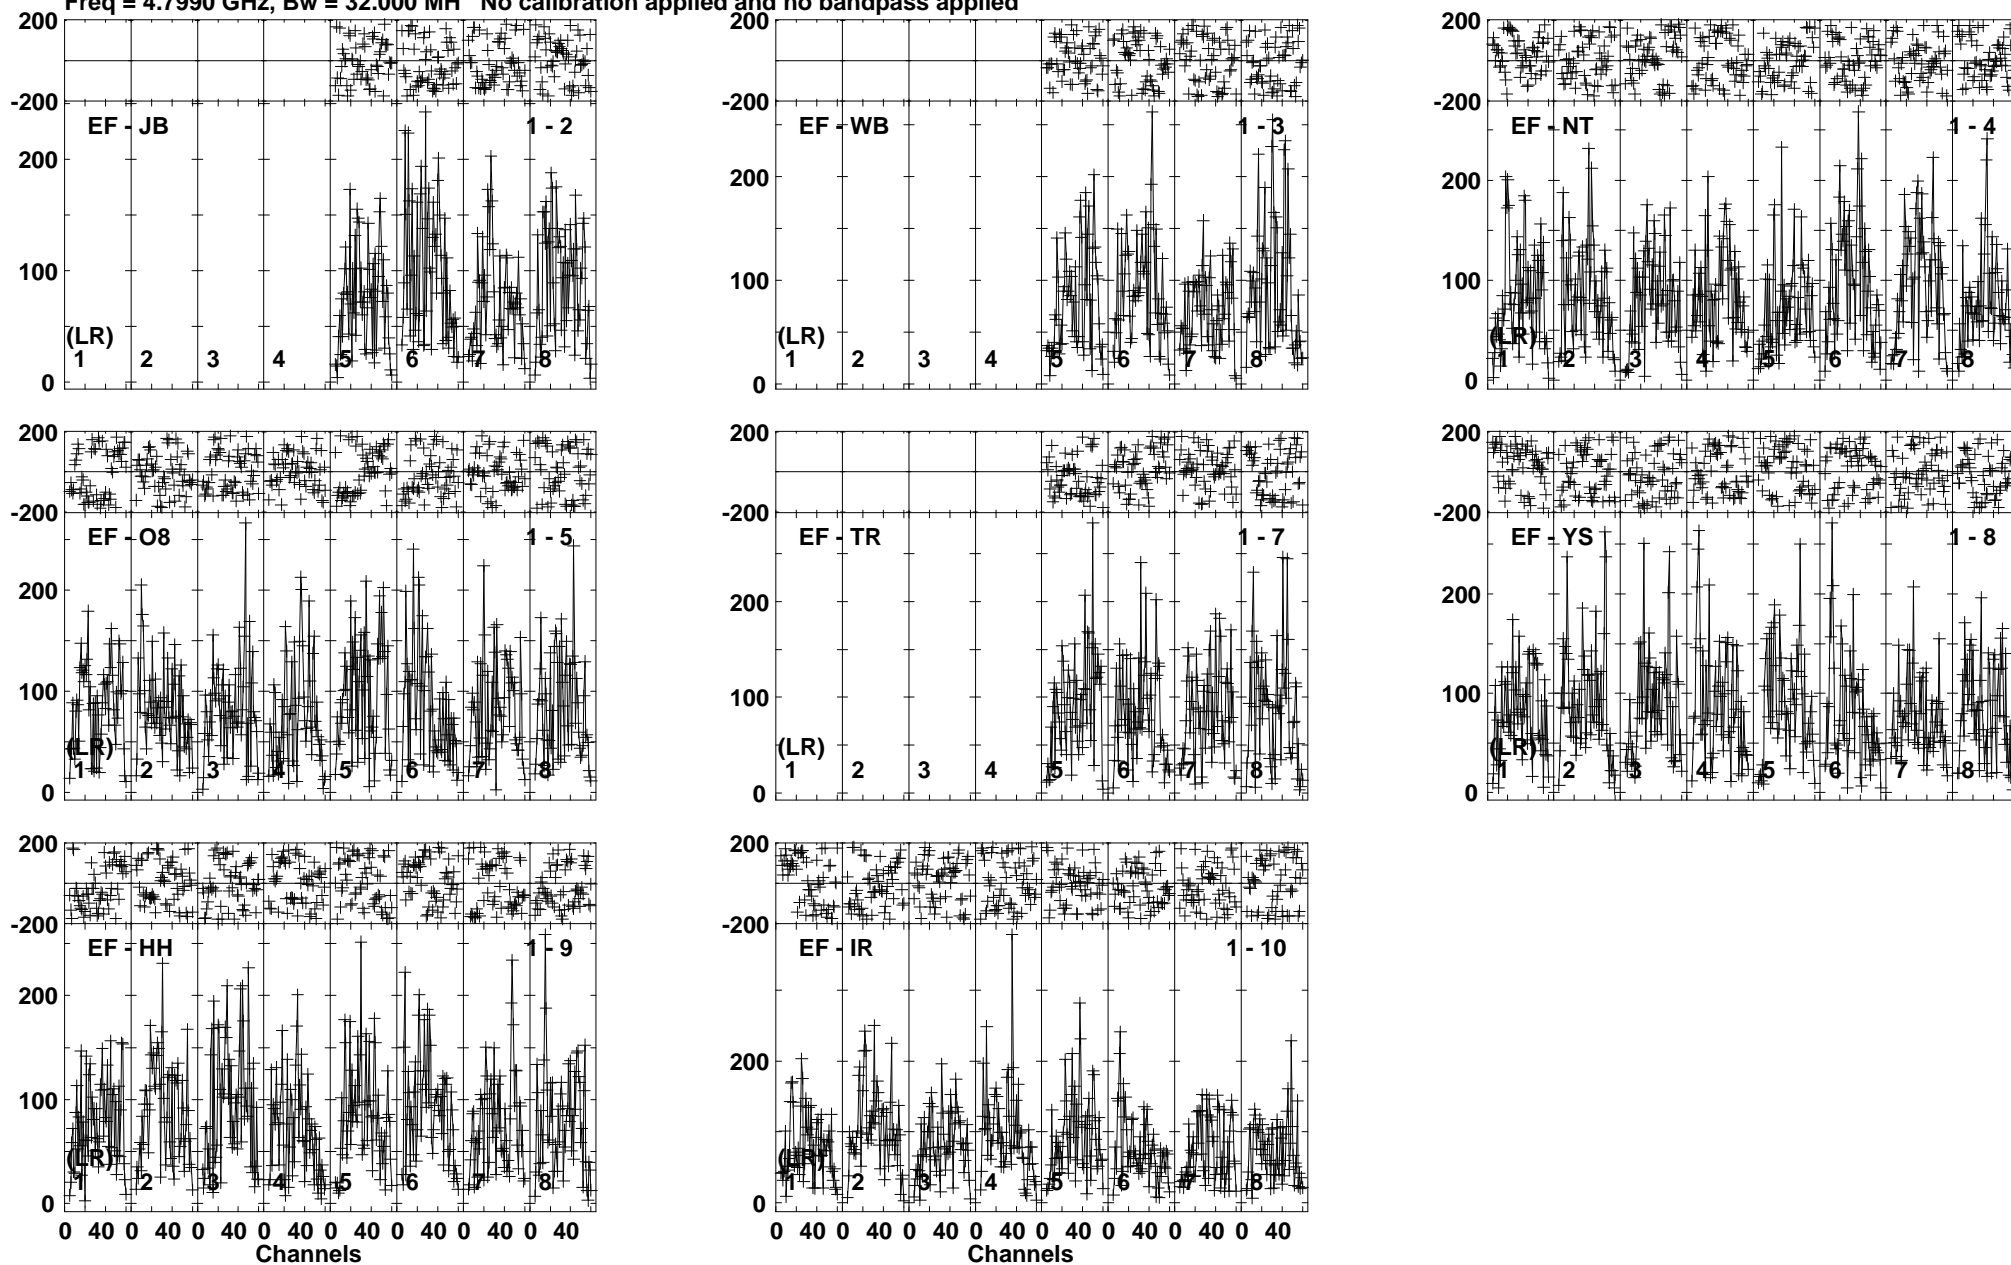 Freq = 4.7990 GHz, Bw = 32.000 MH No calibration applied and no bandpass applied
200 200 200
-200 -200 -200
EF - JB 1 - 2 EF - WB 1 - 3 EF - NT 1 - 4
200 200 200
100 100 100
(LR) (LR) (LR)
1 2 3 4 5 6 7 8 1 2 3 4 5 6 7 8 1 2 3 4 5 6 7 8
0 0 0
200 200 200
-200 -200 -200
EF - O8 1 - 5 EF - TR 1 - 7 EF - YS 1 - 8
200 200 200
100 100 100
(LR) (LR) (LR)
1 2 3 4 5 6 7 8 1 2 3 4 5 6 7 8 1 2 3 4 5 6 7 8
0 0 0
200 200
-200 -200
EF - HH 1 - 9 EF - IR 1 - 10
200 200
100
(LR) (LR)
1 2 3 4 5 6 7 8 1 2 3 4 5 6 7 8
0 0
0 40 0 40 0 40 0 40 0 40 0 40 0 40 0 40 0 40 0 40 0 40 0 40 0 40 0 40 0 40 0 40
Channels Channels